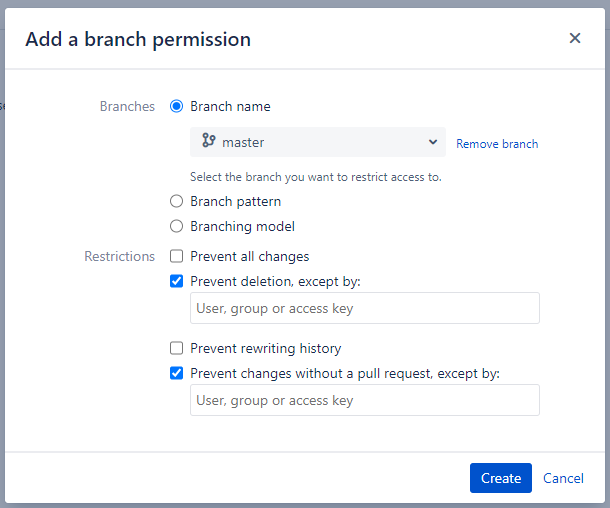 Add a branch permission
Branches
Branch name
master
Remove branch
Select the branch you want to restrict access to.
Branch pattern
Branching model
Restrictions
Prevent all changes
Prevent deletion, except by:
User, group or access key
Prevent rewriting history
Prevent changes without a pull request, except by:
User, group or access key
Create
Cancel